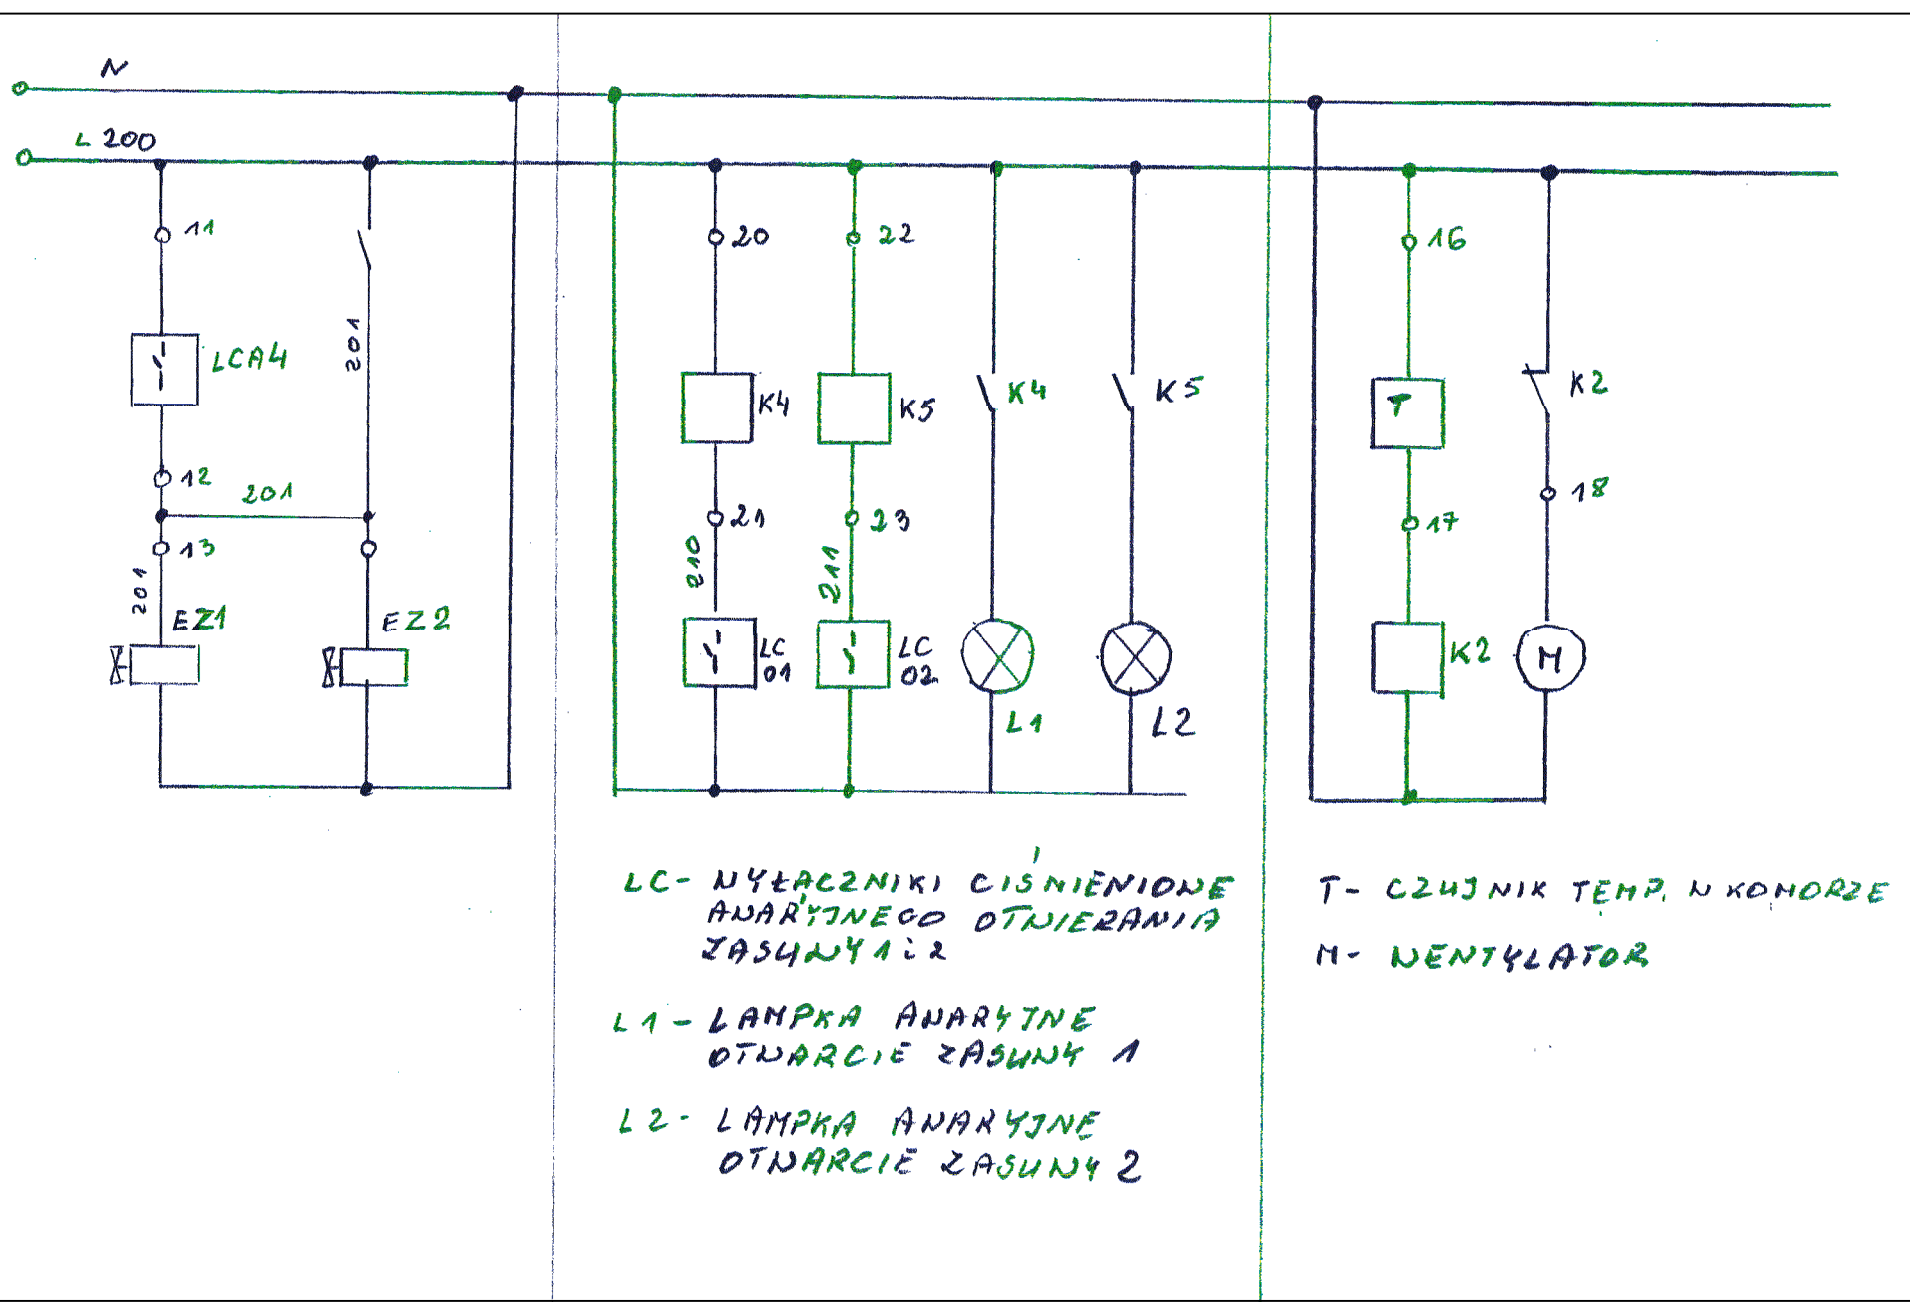 N
L 200
11
LCA4
12
201
201
13
201
EZ1
EZ2
20
22
K4
K5
K4
K5
21
23
210
211
LC
01
LC
02
L1
L2
16
T
K2
17
18
K2
M
LC- WYŁĄCZNIKI CIŚNIENIOWE
AWARYJNEGO OTWIERANIA
ZASUWY 1 i 2
L1 - LAMPKA AWARYJNE
OTWARCIE ZASUWY 1
L2 - LAMPKA AWARYJNE
OTWARCIE ZASUWY 2
T- CZUJNIK TEMP. W KOMORZE
M- WENTYLATOR